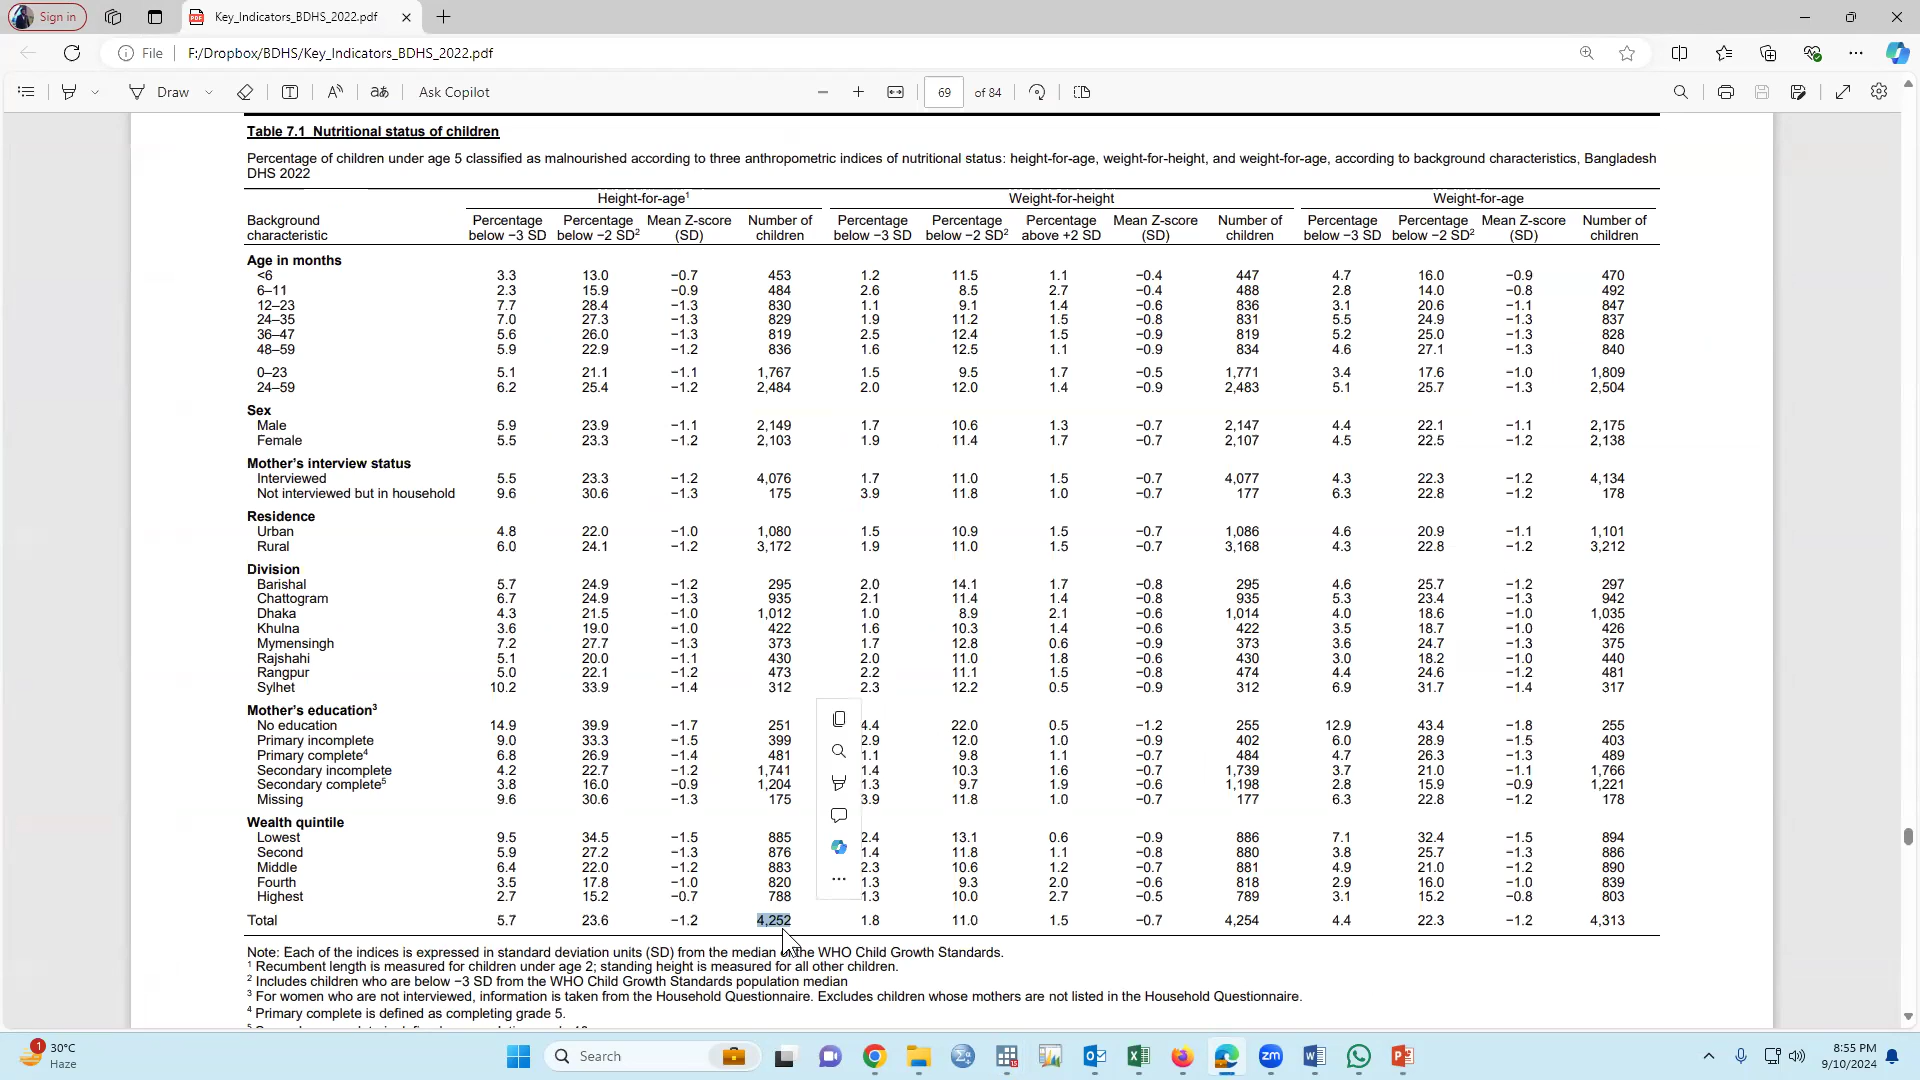 Sign in
Key_Indicators_BDHS_2022.pdf
File F:/Dropbox/BDHS/Key_Indicators_BDHS_2022.pdf
Draw Ask Copilot 69 of 84
Table 7.1 Nutritional status of children
Percentage of children under age 5 classified as malnourished according to three anthropometric indices of nutritional status: height-for-age, weight-for-height, and weight-for-age, according to background characteristics, Bangladesh
DHS 2022
Height-for-age¹ Weight-for-height Weight-for-age
Background Percentage Percentage Mean Z-score Number of Percentage Percentage Percentage Mean Z-score Number of Percentage Percentage Mean Z-score Number of
characteristic below −3 SD below −2 SD² (SD) children below −3 SD below −2 SD² above +2 SD (SD) children below −3 SD below −2 SD² (SD) children
Age in months
<6 3.3 13.0 −0.7 453 1.2 11.5 1.1 −0.4 447 4.7 16.0 −0.9 470
6–11 2.3 15.9 −0.9 484 2.6 8.5 2.7 −0.4 488 2.8 14.0 −0.8 492
12–23 7.7 28.4 −1.3 830 1.1 9.1 1.4 −0.6 836 3.1 20.6 −1.1 847
24–35 7.0 27.3 −1.3 829 1.9 11.2 1.5 −0.8 831 5.5 24.9 −1.3 837
36–47 5.6 26.0 −1.3 819 2.5 12.4 1.5 −0.9 819 5.2 25.0 −1.3 828
48–59 5.9 22.9 −1.2 836 1.6 12.5 1.1 −0.9 834 4.6 27.1 −1.3 840
0–23 5.1 21.1 −1.1 1,767 1.5 9.5 1.7 −0.5 1,771 3.4 17.6 −1.0 1,809
24–59 6.2 25.4 −1.2 2,484 2.0 12.0 1.4 −0.9 2,483 5.1 25.7 −1.3 2,504
Sex
Male 5.9 23.9 −1.1 2,149 1.7 10.6 1.3 −0.7 2,147 4.4 22.1 −1.1 2,175
Female 5.5 23.3 −1.2 2,103 1.9 11.4 1.7 −0.7 2,107 4.5 22.5 −1.2 2,138
Mother's interview status
Interviewed 5.5 23.3 −1.2 4,076 1.7 11.0 1.5 −0.7 4,077 4.3 22.3 −1.2 4,134
Not interviewed but in household 9.6 30.6 −1.3 175 3.9 11.8 1.0 −0.7 177 6.3 22.8 −1.2 178
Residence
Urban 4.8 22.0 −1.0 1,080 1.5 10.9 1.5 −0.7 1,086 4.6 20.9 −1.1 1,101
Rural 6.0 24.1 −1.2 3,172 1.9 11.0 1.5 −0.7 3,168 4.3 22.8 −1.2 3,212
Division
Barishal 5.7 24.9 −1.2 295 2.0 14.1 1.7 −0.8 295 4.6 25.7 −1.2 297
Chattogram 6.7 24.9 −1.3 935 2.1 11.4 1.4 −0.8 935 5.3 23.4 −1.3 942
Dhaka 4.3 21.5 −1.0 1,012 1.0 8.9 2.1 −0.6 1,014 4.0 18.6 −1.0 1,035
Khulna 3.6 19.0 −1.0 422 1.6 10.3 1.4 −0.6 422 3.5 18.7 −1.0 426
Mymensingh 7.2 27.7 −1.3 373 1.7 12.8 0.6 −0.9 373 3.6 24.7 −1.3 375
Rajshahi 5.1 20.0 −1.1 430 2.0 11.0 1.8 −0.6 430 3.0 18.2 −1.0 440
Rangpur 5.0 22.1 −1.2 473 2.2 11.1 1.5 −0.8 474 4.4 24.6 −1.2 481
Sylhet 10.2 33.9 −1.4 312 2.3 12.2 0.5 −0.9 312 6.9 31.7 −1.4 317
Mother's education³
No education 14.9 39.9 −1.7 251 4.4 22.0 0.5 −1.2 255 12.9 43.4 −1.8 255
Primary incomplete 9.0 33.3 −1.5 399 2.9 12.0 1.0 −0.9 402 6.0 28.9 −1.5 403
Primary complete⁴ 6.8 26.9 −1.4 481 1.1 9.8 1.1 −0.7 484 4.7 26.3 −1.3 489
Secondary incomplete 4.2 22.7 −1.2 1,741 1.4 10.3 1.6 −0.7 1,739 3.7 21.0 −1.1 1,766
Secondary complete⁵ 3.8 16.0 −0.9 1,204 1.3 9.7 1.9 −0.6 1,198 2.8 15.9 −0.9 1,221
Missing 9.6 30.6 −1.3 175 3.9 11.8 1.0 −0.7 177 6.3 22.8 −1.2 178
Wealth quintile
Lowest 9.5 34.5 −1.5 885 2.4 13.1 0.6 −0.9 886 7.1 32.4 −1.5 894
Second 5.9 27.2 −1.3 876 1.4 11.8 1.1 −0.8 880 3.8 25.7 −1.3 886
Middle 6.4 22.0 −1.2 883 2.3 10.6 1.2 −0.7 881 4.9 21.0 −1.2 890
Fourth 3.5 17.8 −1.0 820 1.3 9.3 2.0 −0.6 818 2.9 16.0 −1.0 839
Highest 2.7 15.2 −0.7 788 1.3 10.0 2.7 −0.5 789 3.1 15.2 −0.8 803
Total 5.7 23.6 −1.2 4,252 1.8 11.0 1.5 −0.7 4,254 4.4 22.3 −1.2 4,313
Note: Each of the indices is expressed in standard deviation units (SD) from the median the WHO Child Growth Standards.
¹ Recumbent length is measured for children under age 2; standing height is measured for all other children.
² Includes children who are below −3 SD from the WHO Child Growth Standards population median
³ For women who are not interviewed, information is taken from the Household Questionnaire. Excludes children whose mothers are not listed in the Household Questionnaire.
⁴ Primary complete is defined as completing grade 5.
1 30°C
Haze
Search
zm
8:55 PM
9/10/2024